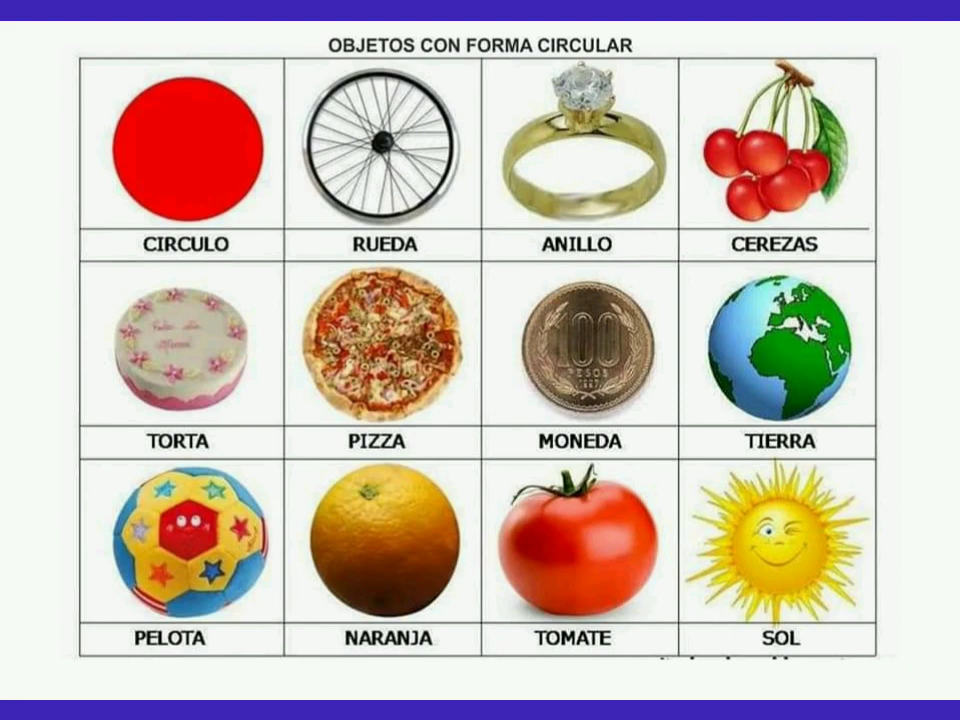 OBJETOS CON FORMA CIRCULAR
CIRCULO RUEDA ANILLO CEREZAS
100
PESOS
TORTA PIZZA MONEDA TIERRA
PELOTA NARANJA TOMATE SOL